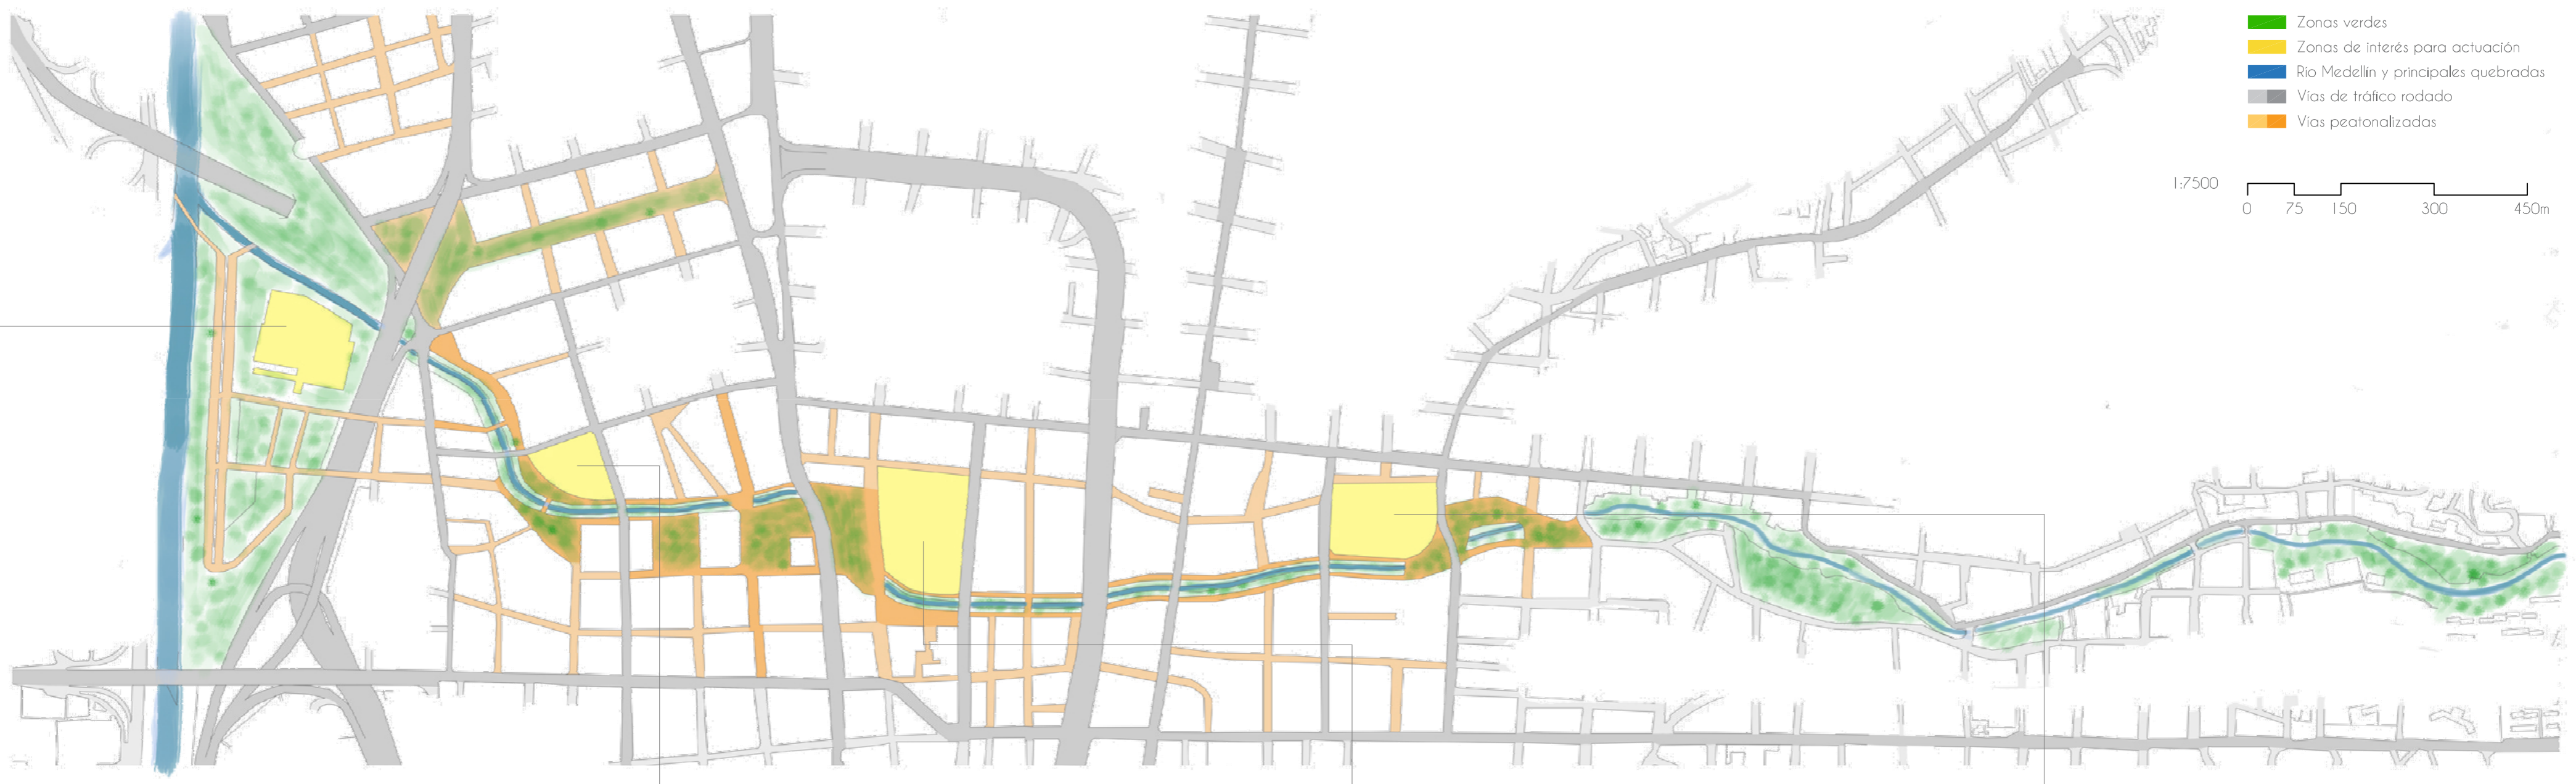 Zonas verdes
Zonas de interés para actuación
Rio Medellín y principales quebradas
Vías de tráfico rodado
Vías peatonalizadas
1:7500
0 75 150 300 450m